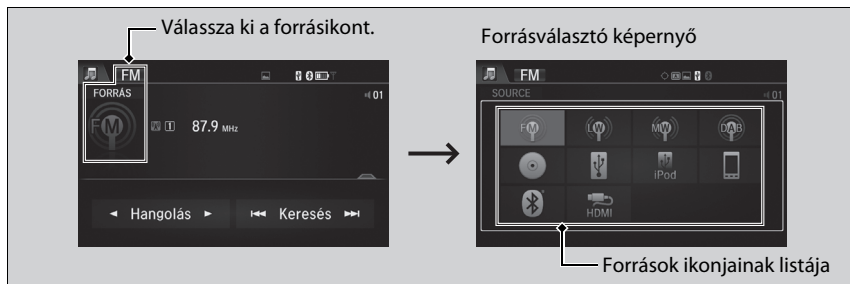 Válassza ki a forrásikont.
FM
FORRÁS
01
FM
1 87.9 MHz
Hangolás
Keresés
Forrásválasztó képernyő
FM
SOURCE
01
FM LW MW DAB
iPod
HDMI
Források ikonjainak listája